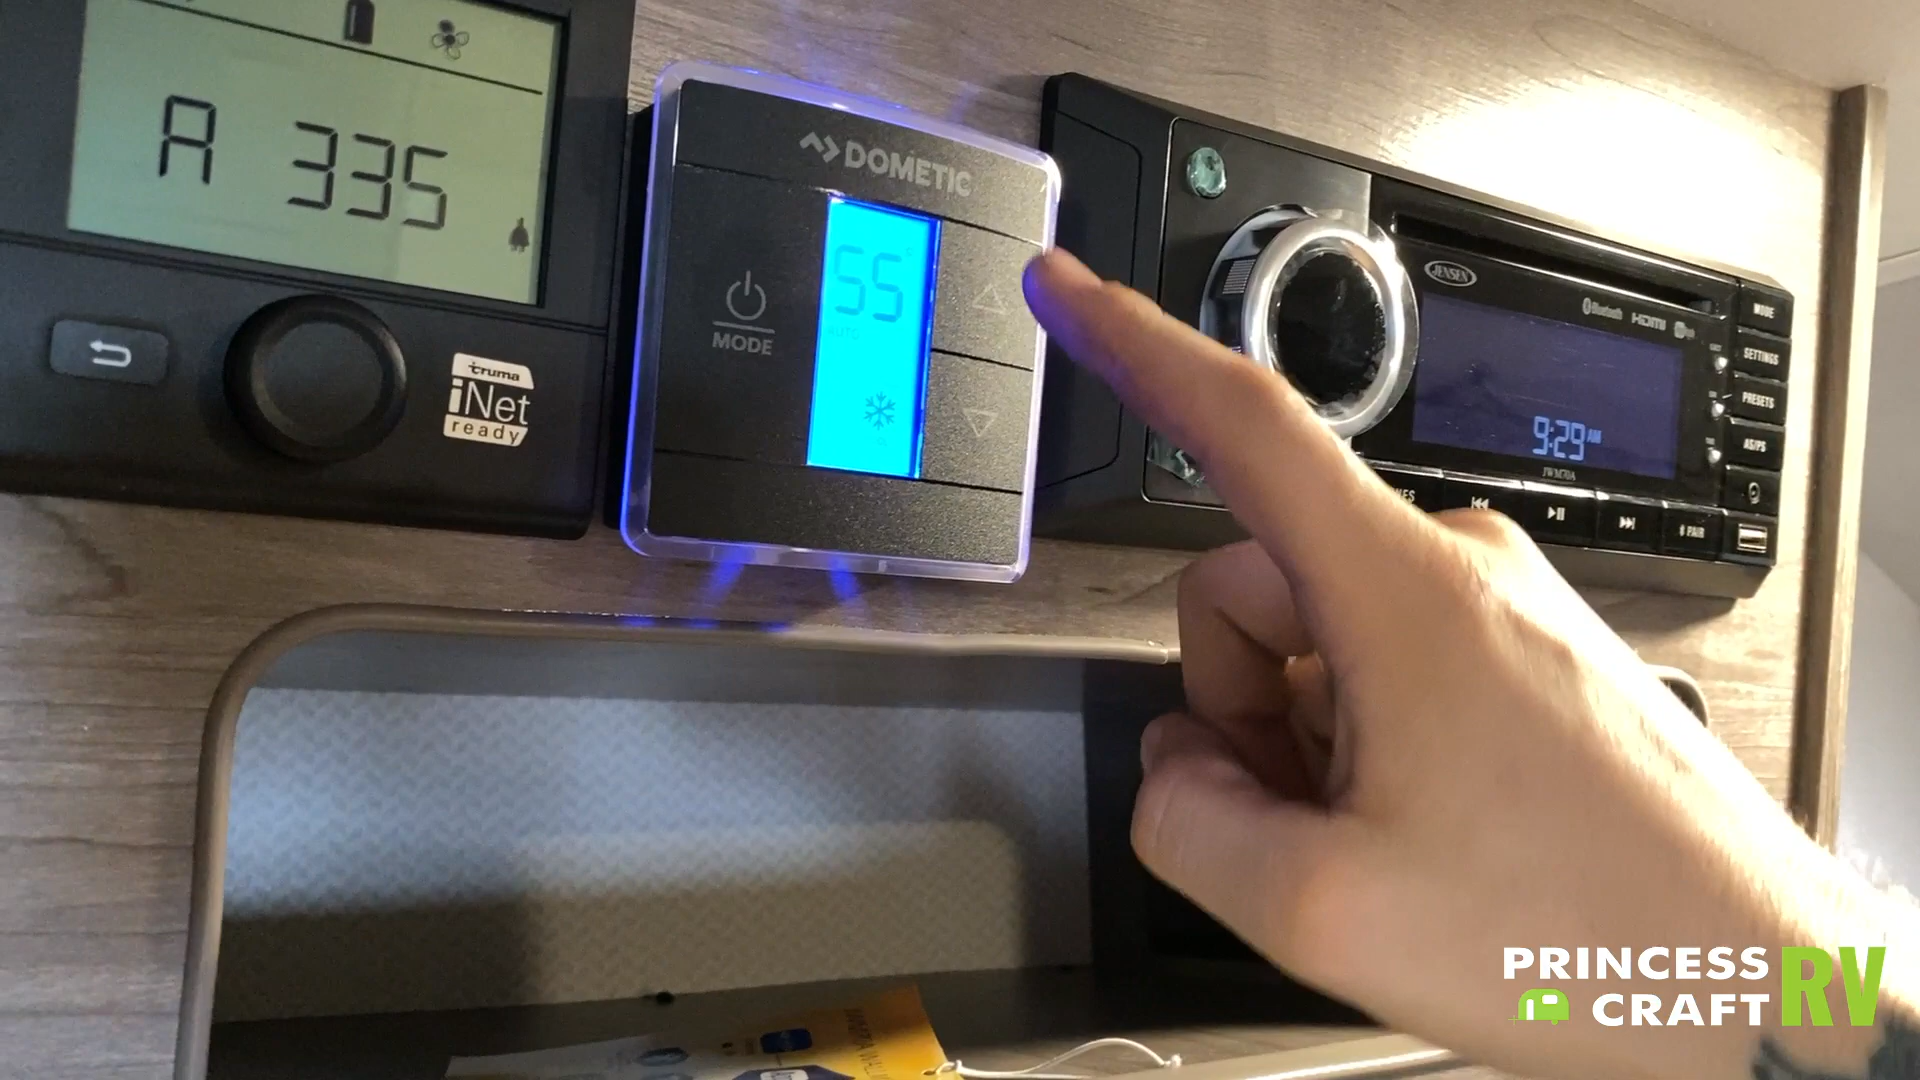 A 335
truma
iNet
ready
DOMETIC
55°
AUTO
MODE
JENSEN
Bluetooth
HDMI
9:29 AM
JWM70A
MODE
SETTINGS
PRESETS
AS/PS
PAIR
PRINCESS
CRAFT
RV